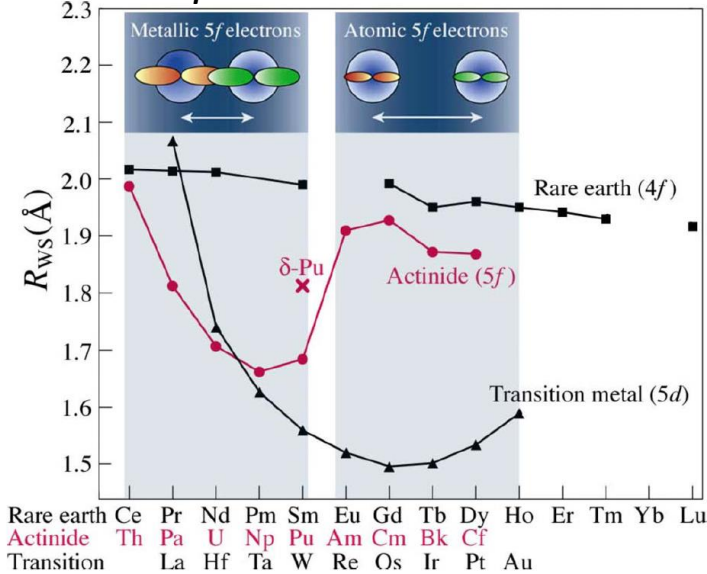 2.3
2.2
2.1
2.0
1.9
1.8
1.7
1.6
1.5
R_WS(Å)
Metallic 5f electrons
Atomic 5f electrons
Rare earth (4f)
δ-Pu
Actinide (5f)
Transition metal (5d)
Rare earth Ce Pr Nd Pm Sm Eu Gd Tb Dy Ho Er Tm Yb Lu
Actinide Th Pa U Np Pu Am Cm Bk Cf
Transition La Hf Ta W Re Os Ir Pt Au